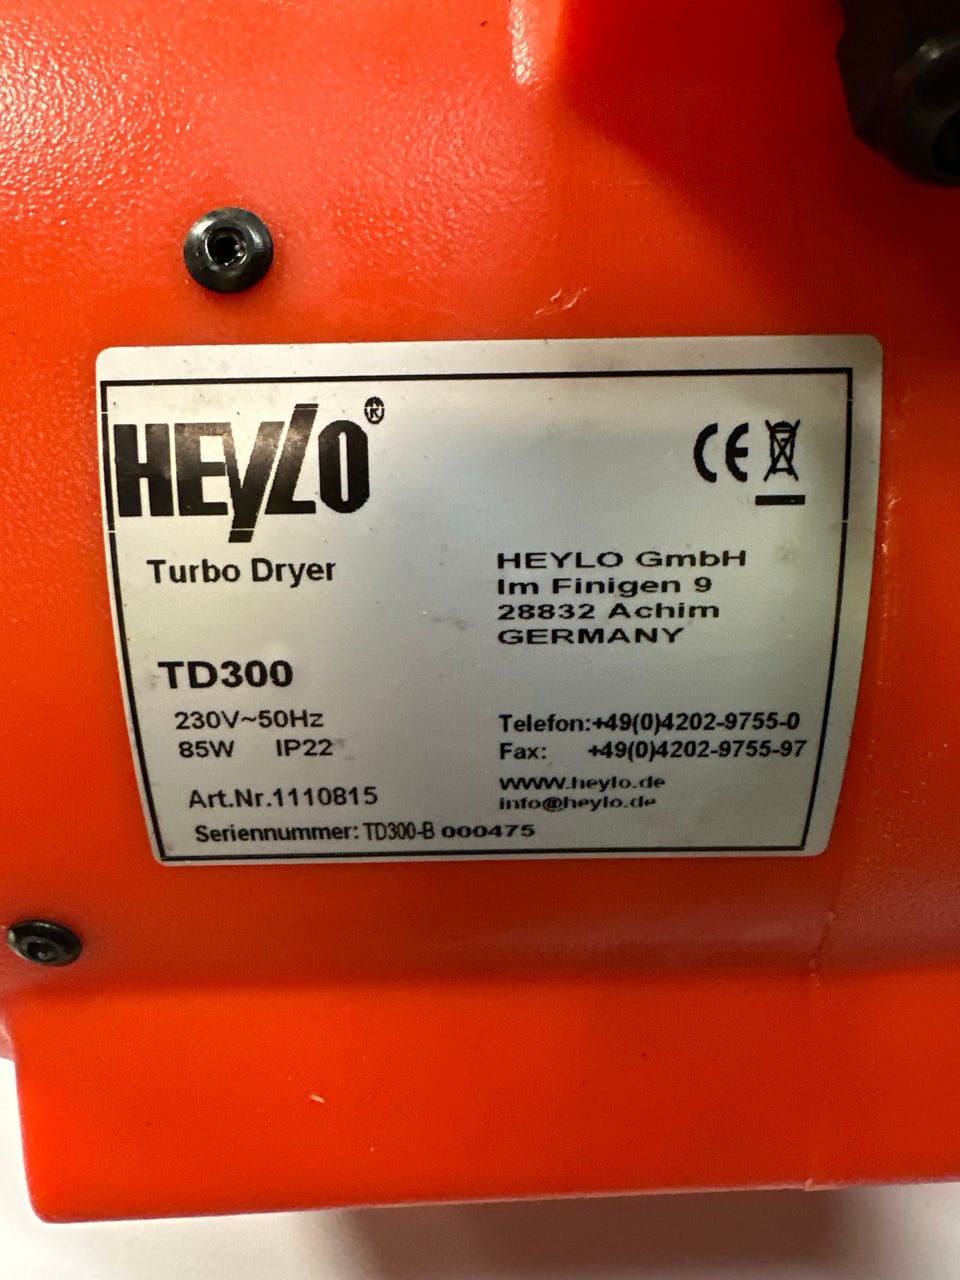 HEYLO®
CE
Turbo Dryer
TD300
230V~50Hz
85W IP22
Art.Nr.1110815
Seriennummer: TD300-B 000475
HEYLO GmbH
Im Finigen 9
28832 Achim
GERMANY
Telefon:+49(0)4202-9755-0
Fax: +49(0)4202-9755-97
www.heylo.de
info@heylo.de